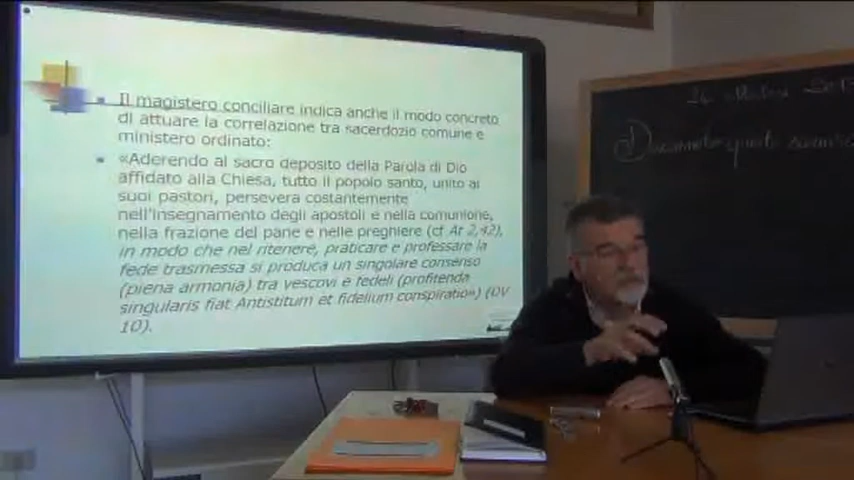 Il magistero conciliare indica anche il modo concreto
di attuare la correlazione tra sacerdozio comune e
ministero ordinato:
«Aderendo al sacro deposito della Parola di Dio
affidato alla Chiesa, tutto il popolo santo, unito ai
suoi pastori, persevera costantemente
nell'insegnamento degli apostoli e nella comunione,
nella frazione del pane e nelle preghiere (cf At 2,42),
in modo che nel ritenere, praticare e professare la
fede trasmessa si produca un singolare consenso
(piena armonia) tra vescovi e fedeli (profitenda
singularis fiat Antistitum et fidelium conspiratio») (DV
10).